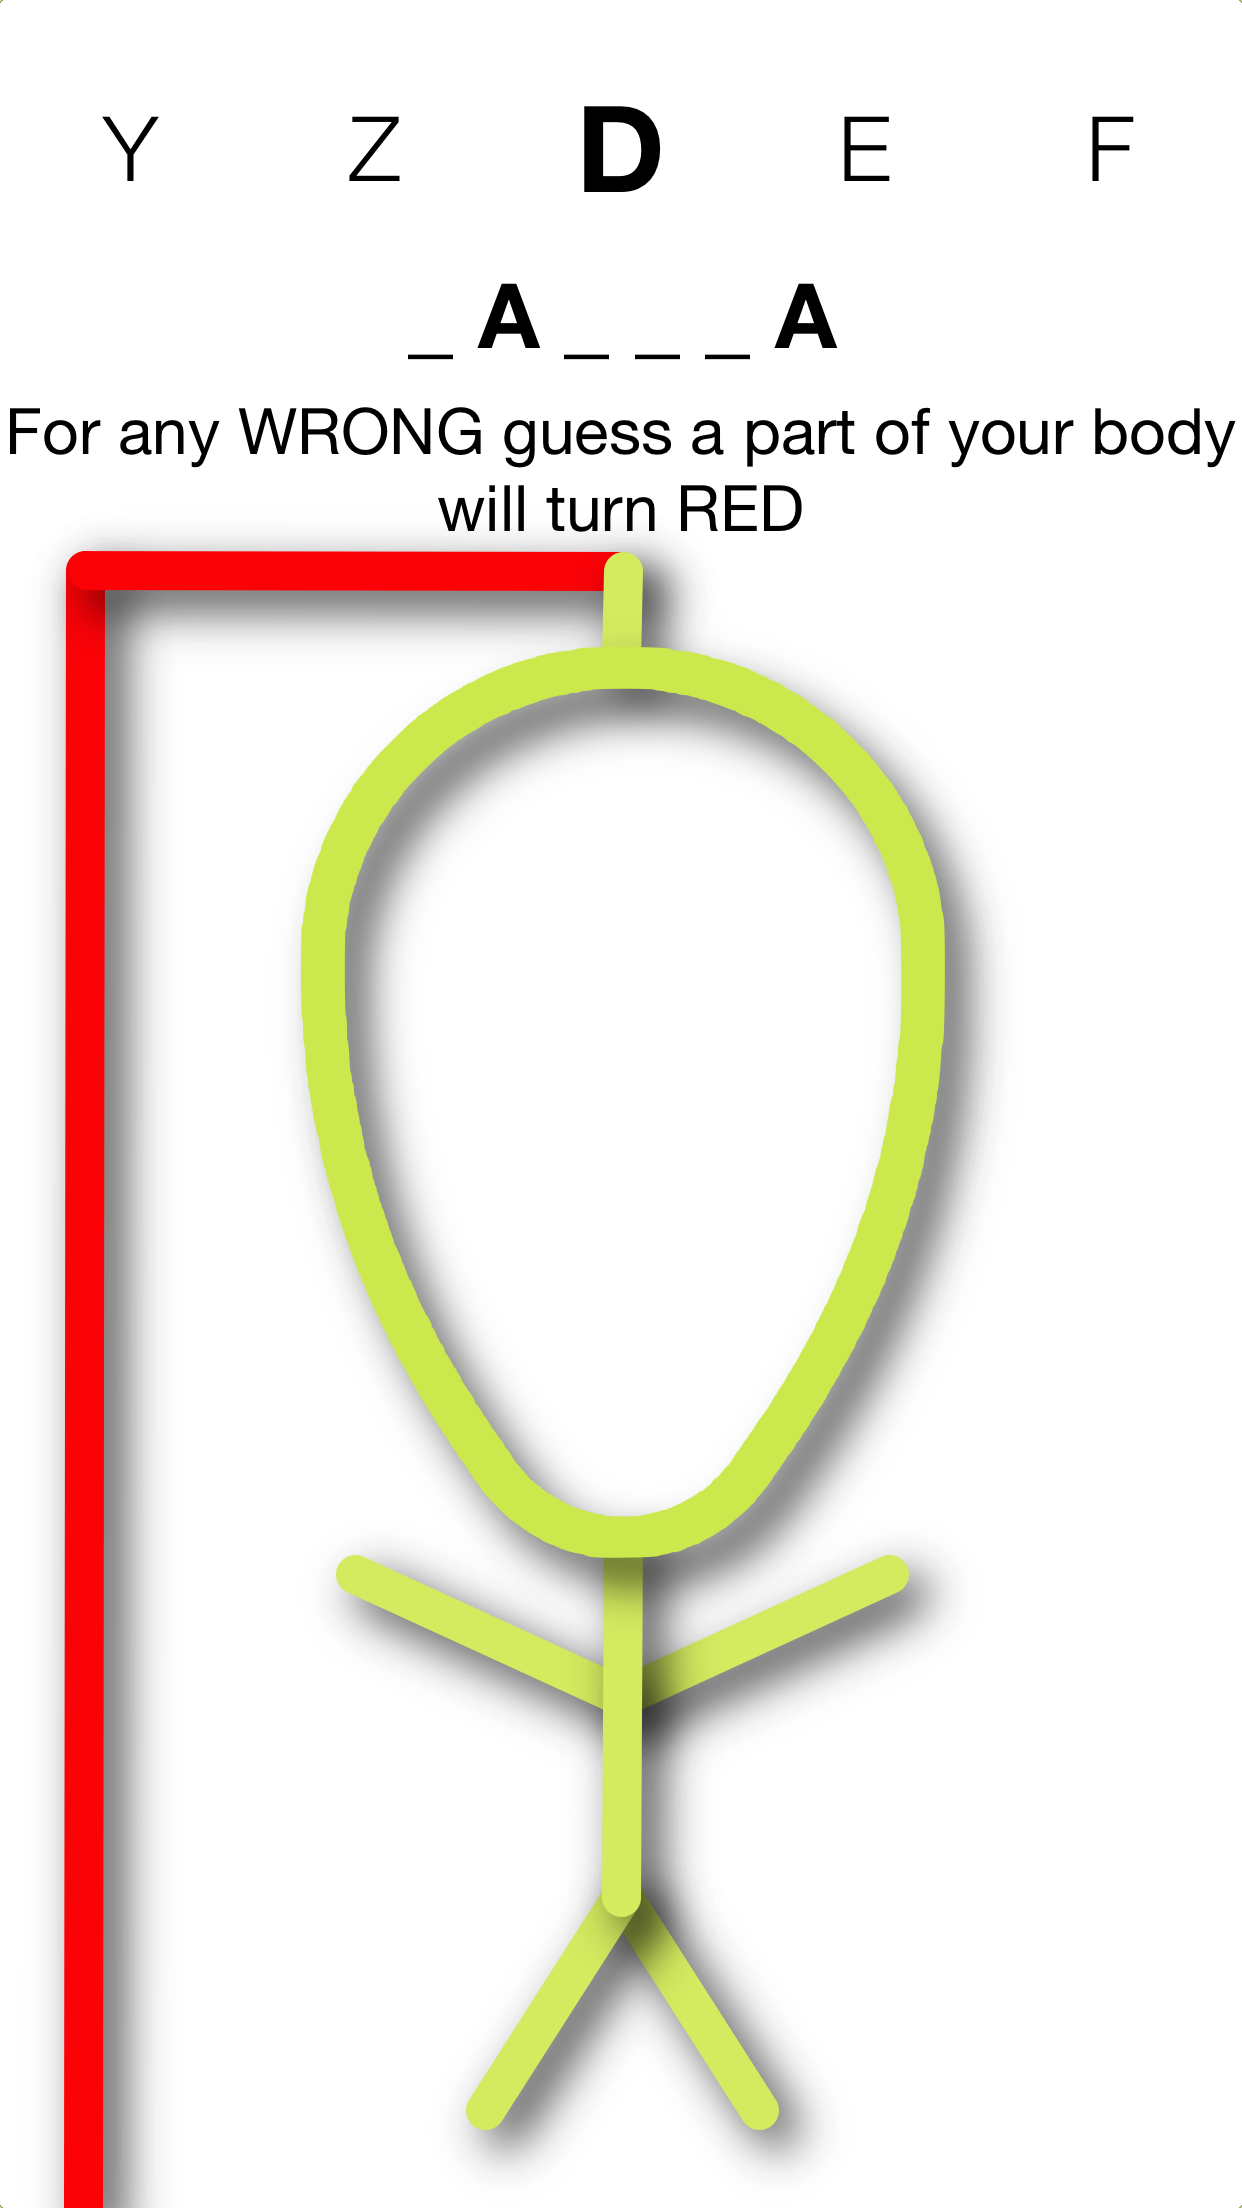 Y Z D E F
_ A _ _ _ A
For any WRONG guess a part of your body
will turn RED